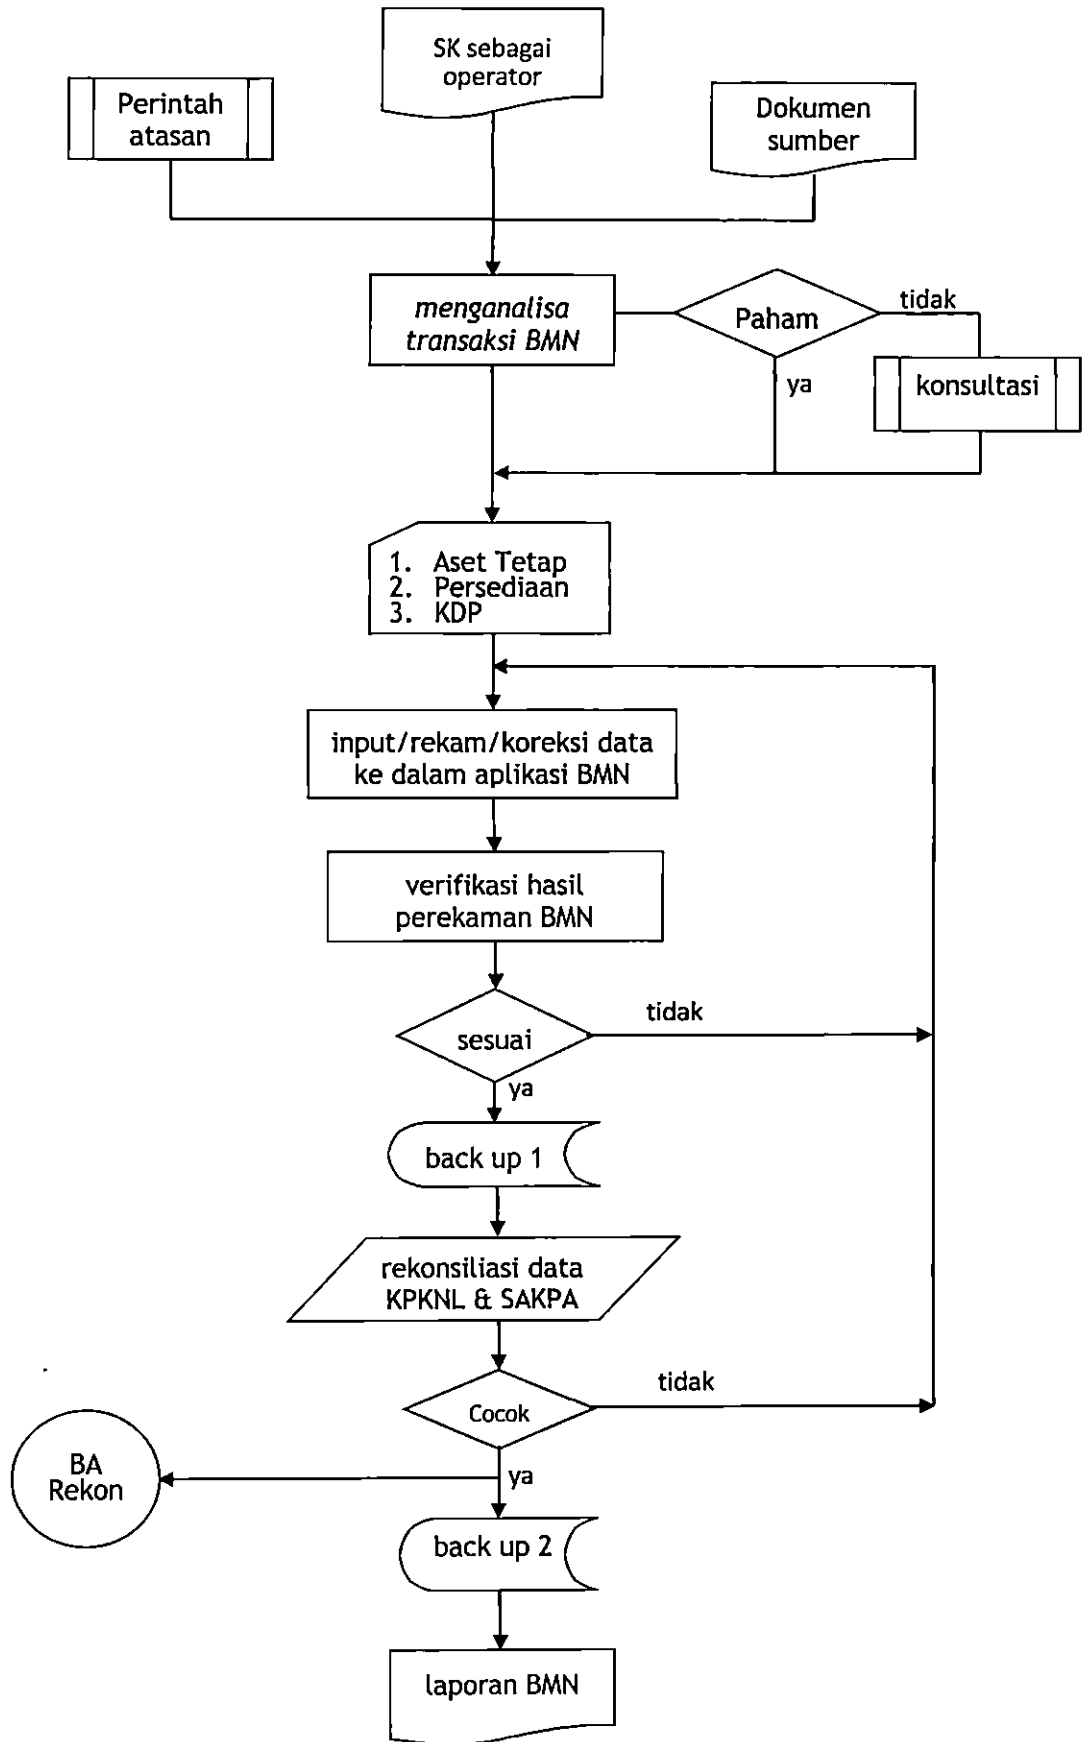 SK sebagai
operator
Perintah
atasan
Dokumen
sumber
menganalisa
transaksi BMN
Paham
tidak
ya
konsultasi
1. Aset Tetap
2. Persediaan
3. KDP
input/rekam/koreksi data
ke dalam aplikasi BMN
verifikasi hasil
perekaman BMN
sesuai
tidak
ya
back up 1
rekonsiliasi data
KPKNL & SAKPA
Cocok
tidak
ya
BA
Rekon
back up 2
laporan BMN